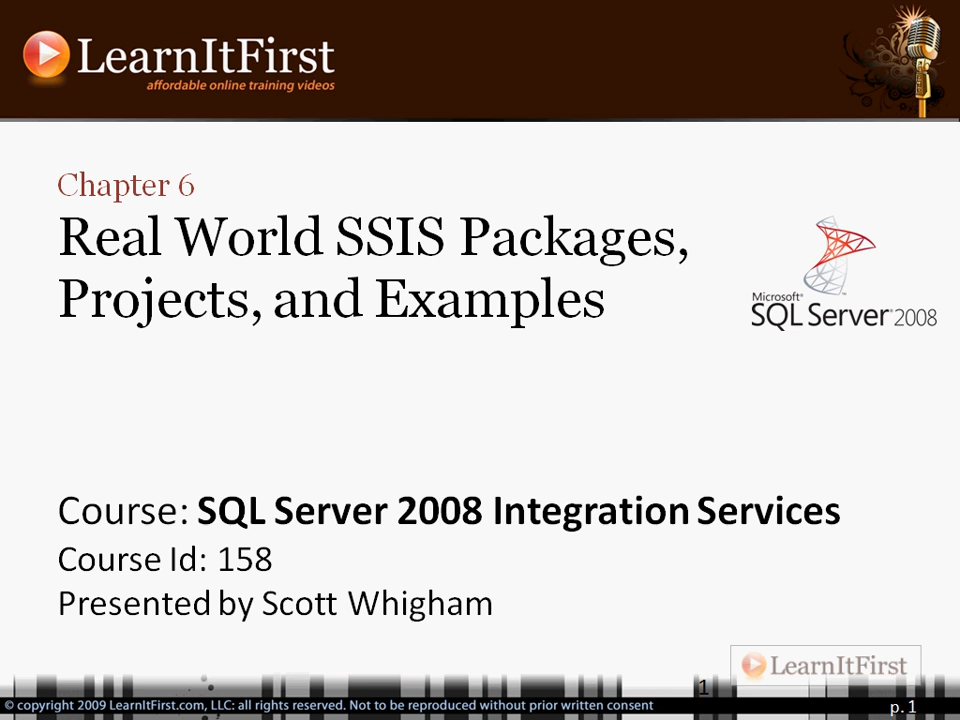 LearnItFirst
affordable online training videos
Chapter 6
Real World SSIS Packages,
Projects, and Examples
Microsoft®
SQL Server® 2008
Course: SQL Server 2008 Integration Services
Course Id: 158
Presented by Scott Whigham
LearnItFirst
1
© copyright 2009 LearnItFirst.com, LLC: all rights reserved. Not to be reproduced without prior written consent
p. 1